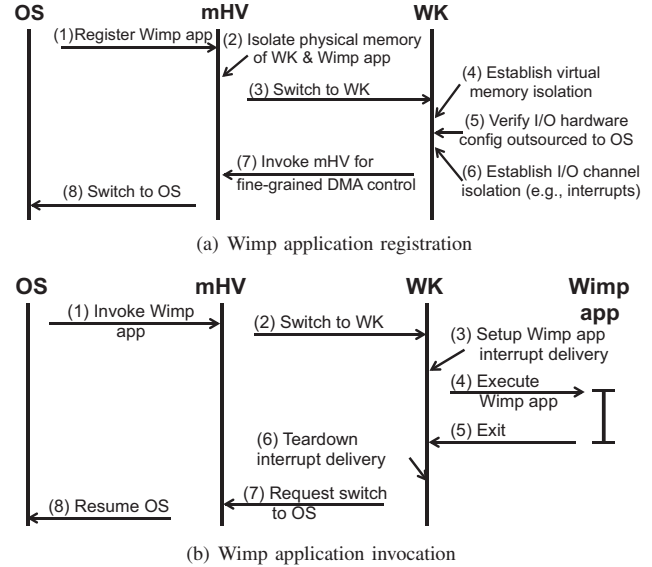 OS
mHV
WK
(1)Register Wimp app
(2) Isolate physical memory
of WK & Wimp app
(3) Switch to WK
(4) Establish virtual
memory isolation
(5) Verify I/O hardware
config outsourced to OS
(6) Establish I/O channel
isolation (e.g., interrupts)
(7) Invoke mHV for
fine-grained DMA control
(8) Switch to OS
(a) Wimp application registration
OS
mHV
WK
Wimp
app
(1) Invoke Wimp
app
(2) Switch to WK
(3) Setup Wimp app
interrupt delivery
(4) Execute
Wimp app
(5) Exit
(6) Teardown
interrupt delivery
(7) Request switch
to OS
(8) Resume OS
(b) Wimp application invocation